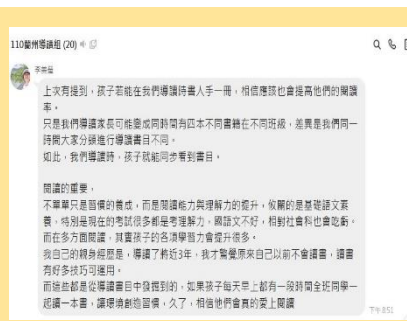 110蘭州導讀組 (20)
上次有提到，孩子若能在我們導讀時書人手一冊，相信應該也會提高他們的閱讀
率。
只是我們導讀家長可能變成同時間有四本不同書籍在不同班級，差異是我們同一
時間大家分頭進行導讀書目不同。
如此，我們導讀時，孩子就能同步看到書目。
閱讀的重要，
不單單只是習慣的養成，而是閱讀能力與理解力的提升，攸關的是基礎語文素
養，特別是現在的考試很多都是考理解力，國語文不好，相對社會科也會吃虧。
而在多方面閱讀，其實孩子的各項學習力會提升很多。
我自己的親身經歷是，導讀了將近3年，我才驚覺原來自己以前不會讀書，讀書
有好多技巧可運用。
而這些都是從導讀書目中發掘到的，如果孩子每天早上都有一段時間全班同學一
起讀一本書，讓環境創造習慣，久了，相信他們會真的愛上閱讀
下午8:51